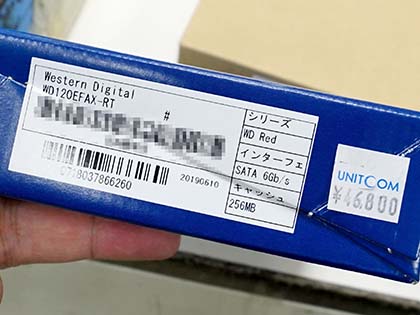 Western Digital
WD120EFAX-RT
#
0718037866260
20190610
シリーズ
WD Red
インターフェ
SATA 6Gb/s
キャッシュ
256MB
UNITCOM
¥46,800